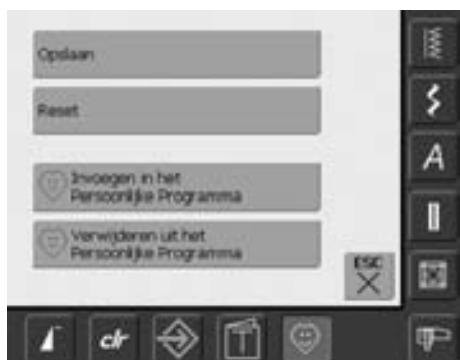 Opslaan
Reset
Invoegen in het
Persoonlijke Programma
Verwijderen uit het
Persoonlijke Programma
ESC
A
clr